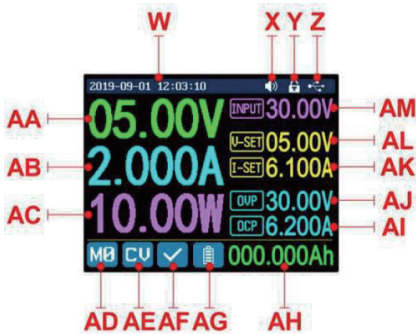 W X Y Z
2019-09-01 12:03:10
AA 05.00V INPUT 30.00V AM
V-SET 05.00V AL
AB 2.000A I-SET 6.100A AK
AC 10.00W OVP 30.00V AJ
OCP 6.200A AI
M0 CV 000.000Ah
AD AE AF AG AH